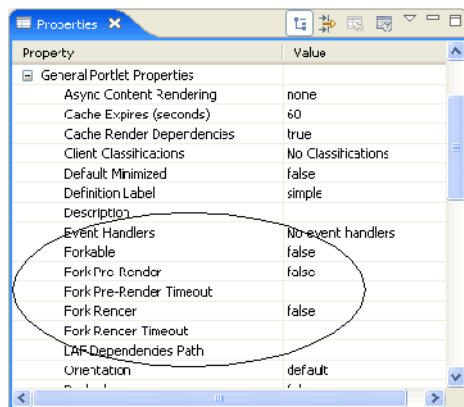 Properties
Property Value
General Portlet Properties
Async Content Rendering none
Cache Expires (seconds) 60
Cache Render Dependencies true
Client Classifications No Classifications
Default Minimized false
Definition Label simple
Description
Event Handlers No event handlers
Forkable false
Fork Pre-Render false
Fork Pre-Render Timeout
Fork Render false
Fork Render Timeout
LAF Dependencies Path
Orientation default